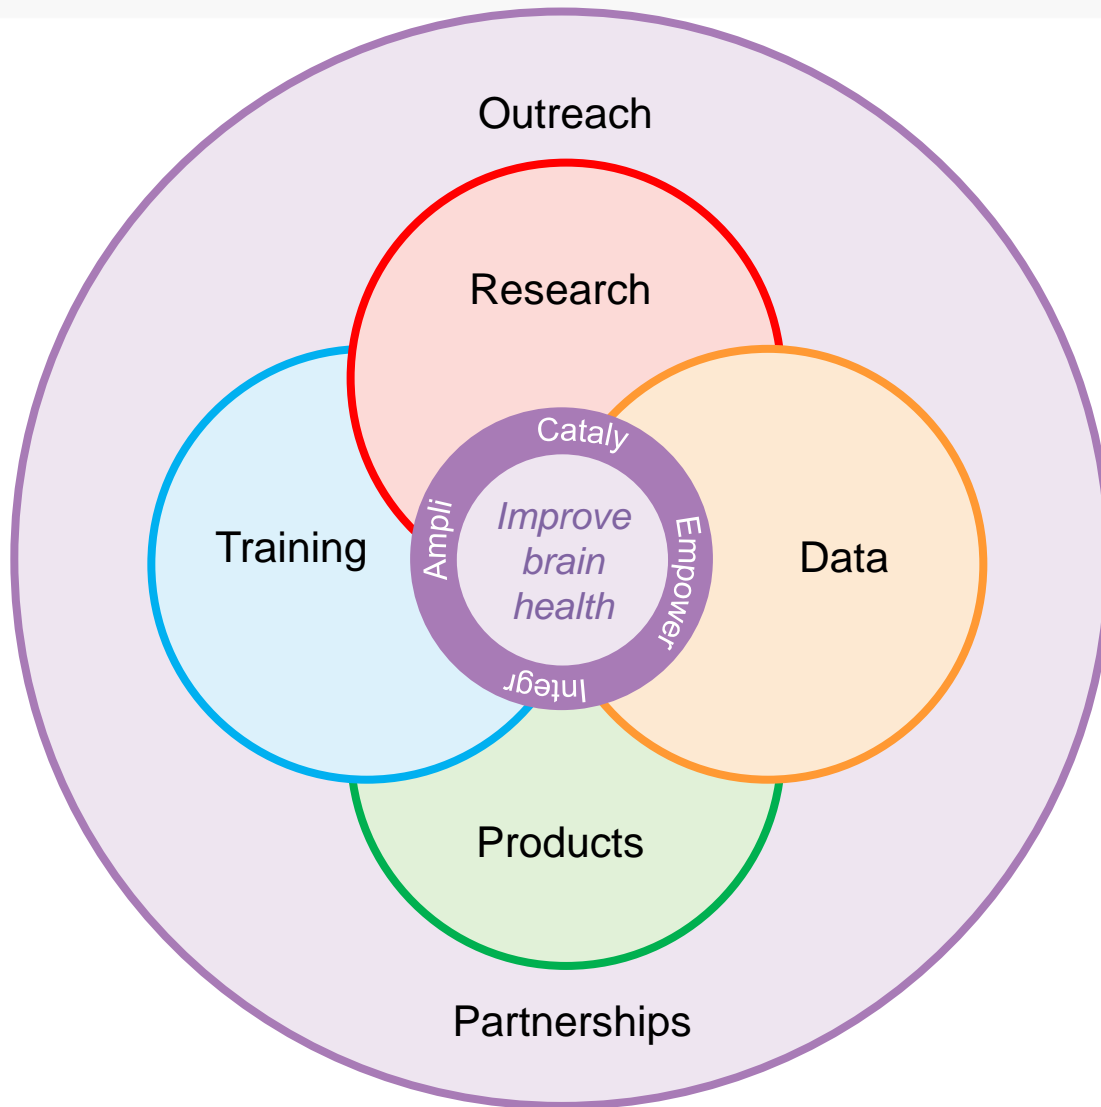 Outreach
Research
Cataly
Ampli
Improve
brain
health
Empower
Training
Data
Integr
Products
Partnerships